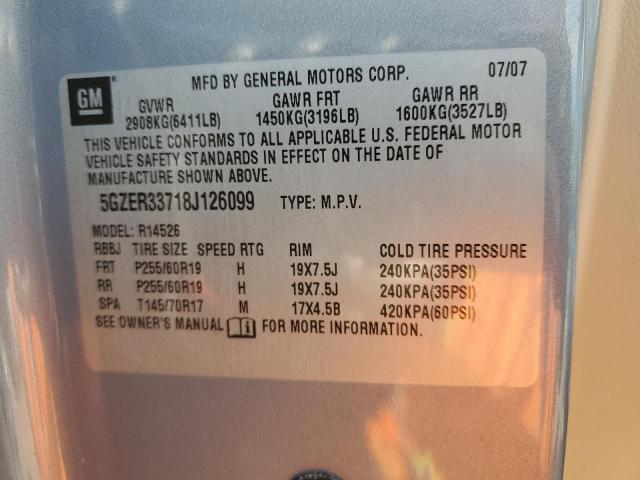 GM MFD BY GENERAL MOTORS CORP. 07/07
GVWR GAWR FRT GAWR RR
2908KG(6411LB) 1450KG(3196LB) 1600KG(3527LB)
THIS VEHICLE CONFORMS TO ALL APPLICABLE U.S. FEDERAL MOTOR
VEHICLE SAFETY STANDARDS IN EFFECT ON THE DATE OF
MANUFACTURE SHOWN ABOVE.
5GZER33718J126099 TYPE: M.P.V.
MODEL: R14526
RBBJ TIRE SIZE SPEED RTG RIM COLD TIRE PRESSURE
FRT P255/60R19 H 19X7.5J 240KPA(35PSI)
RR P255/60R19 H 19X7.5J 240KPA(35PSI)
SPA T145/70R17 M 17X4.5B 420KPA(60PSI)
SEE OWNER'S MANUAL FOR MORE INFORMATION.